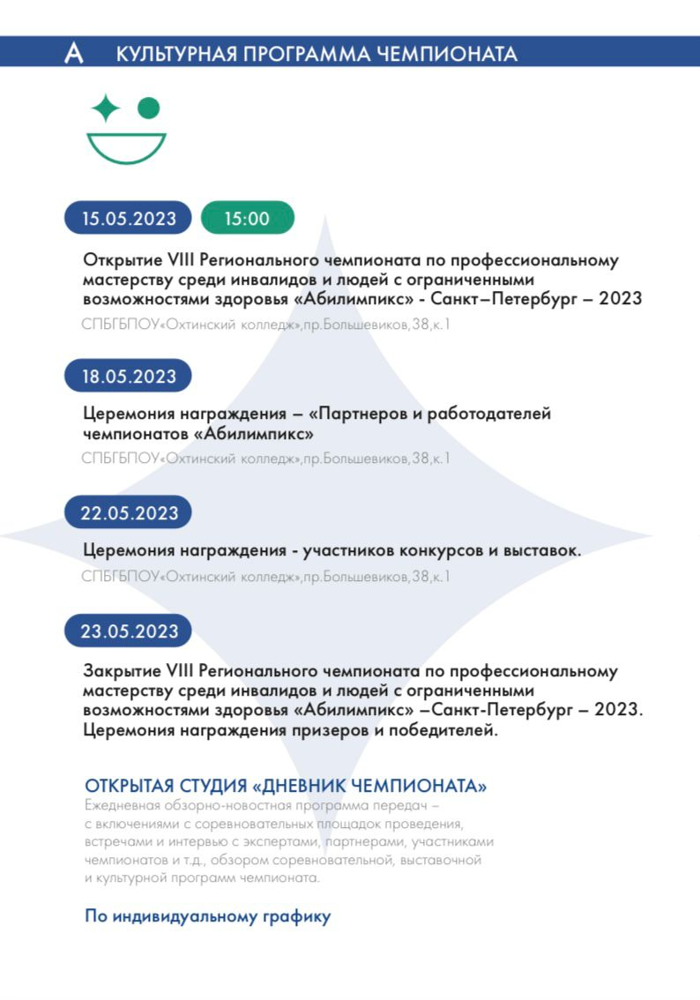 А КУЛЬТУРНАЯ ПРОГРАММА ЧЕМПИОНАТА
15.05.2023 15:00
Открытие VIII Регионального чемпионата по профессиональному
мастерству среди инвалидов и людей с ограниченными
возможностями здоровья «Абилимпикс» - Санкт–Петербург – 2023
СПБГБПОУ«Охтинский колледж»,пр.Большевиков,38,к.1
18.05.2023
Церемония награждения – «Партнеров и работодателей
чемпионатов «Абилимпикс»
СПБГБПОУ«Охтинский колледж»,пр.Большевиков,38,к.1
22.05.2023
Церемония награждения - участников конкурсов и выставок.
СПБГБПОУ«Охтинский колледж»,пр.Большевиков,38,к.1
23.05.2023
Закрытие VIII Регионального чемпионата по профессиональному
мастерству среди инвалидов и людей с ограниченными
возможностями здоровья «Абилимпикс» –Санкт-Петербург – 2023.
Церемония награждения призеров и победителей.
ОТКРЫТАЯ СТУДИЯ «ДНЕВНИК ЧЕМПИОНАТА»
Ежедневная обзорно-новостная программа передач –
с включениями с соревновательных площадок проведения,
встречами и интервью с экспертами, партнерами, участниками
чемпионатов и т.д., обзором соревновательной, выставочной
и культурной программ чемпионата.
По индивидуальному графику